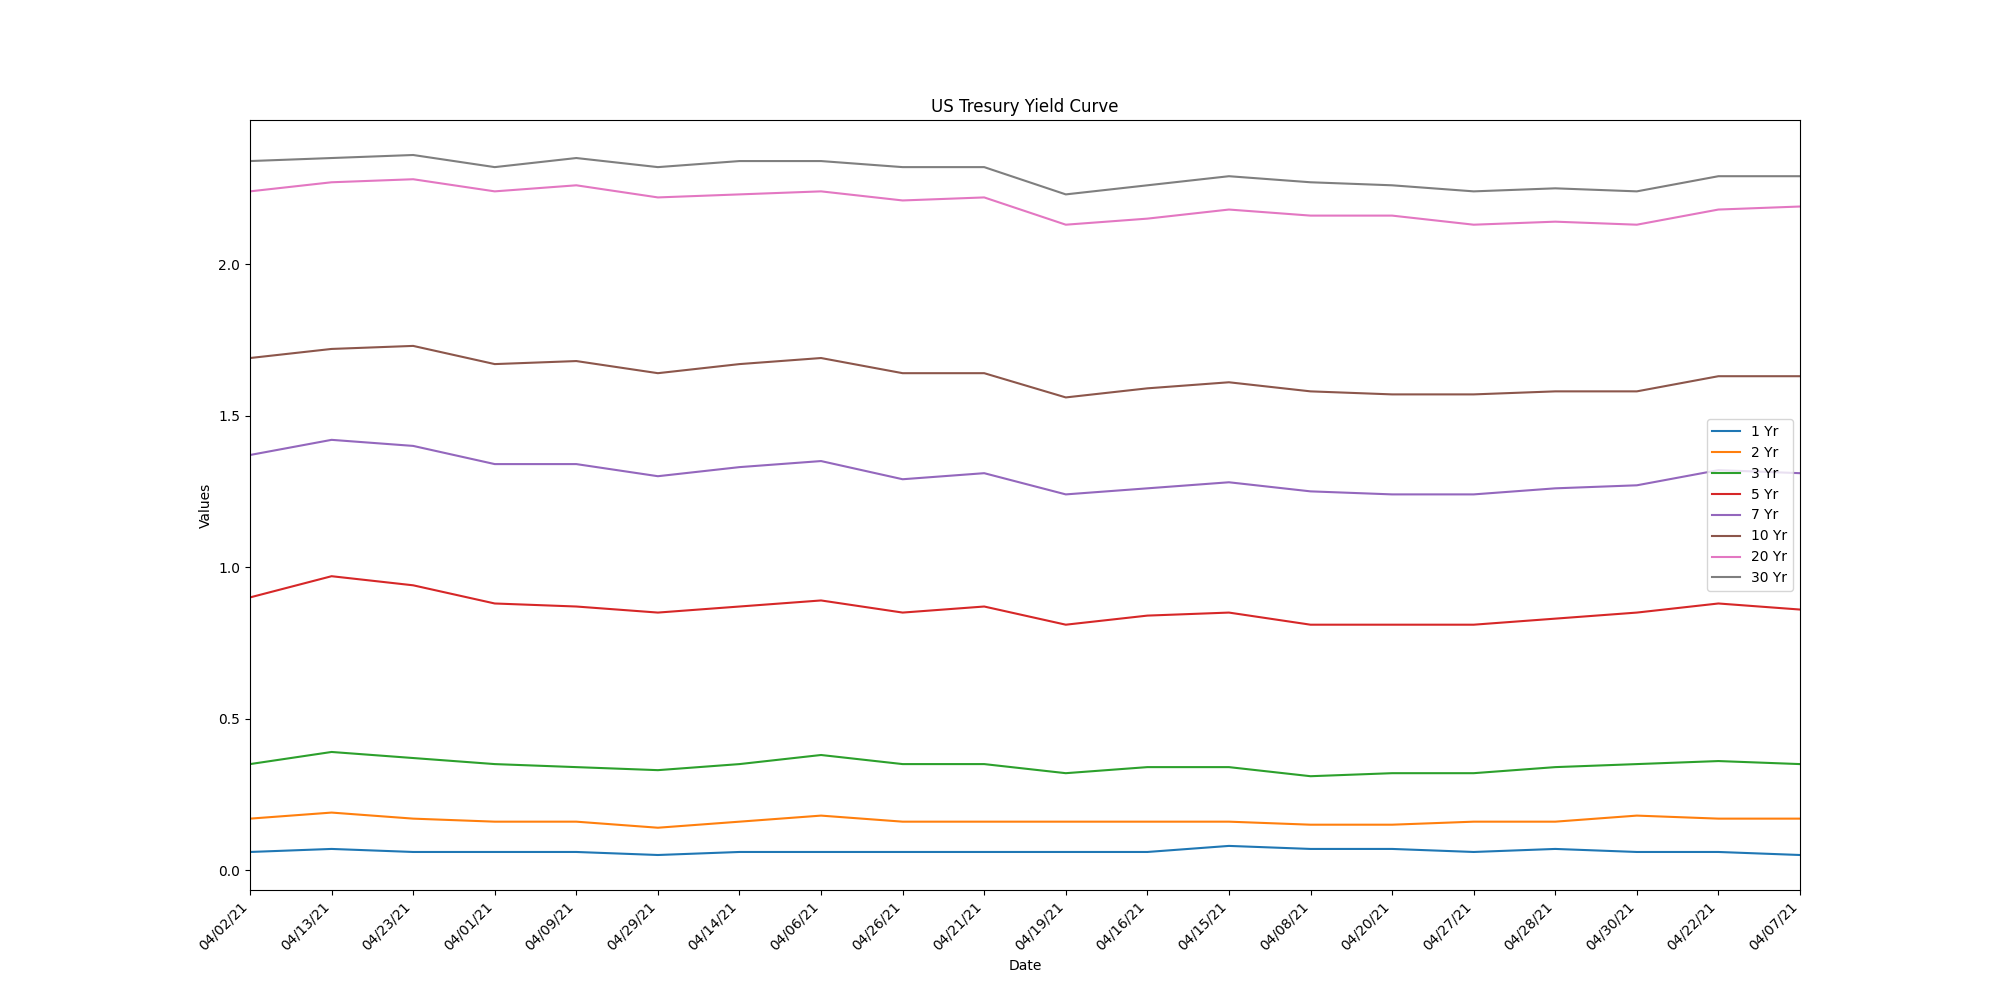 US Tresury Yield Curve
Values
2.0
1.5
1.0
0.5
0.0
1 Yr
2 Yr
3 Yr
5 Yr
7 Yr
10 Yr
20 Yr
30 Yr
04/02/21
04/13/21
04/23/21
04/01/21
04/09/21
04/29/21
04/14/21
04/06/21
04/26/21
04/21/21
04/19/21
04/16/21
04/15/21
04/08/21
04/20/21
04/27/21
04/28/21
04/30/21
04/22/21
04/07/21
Date